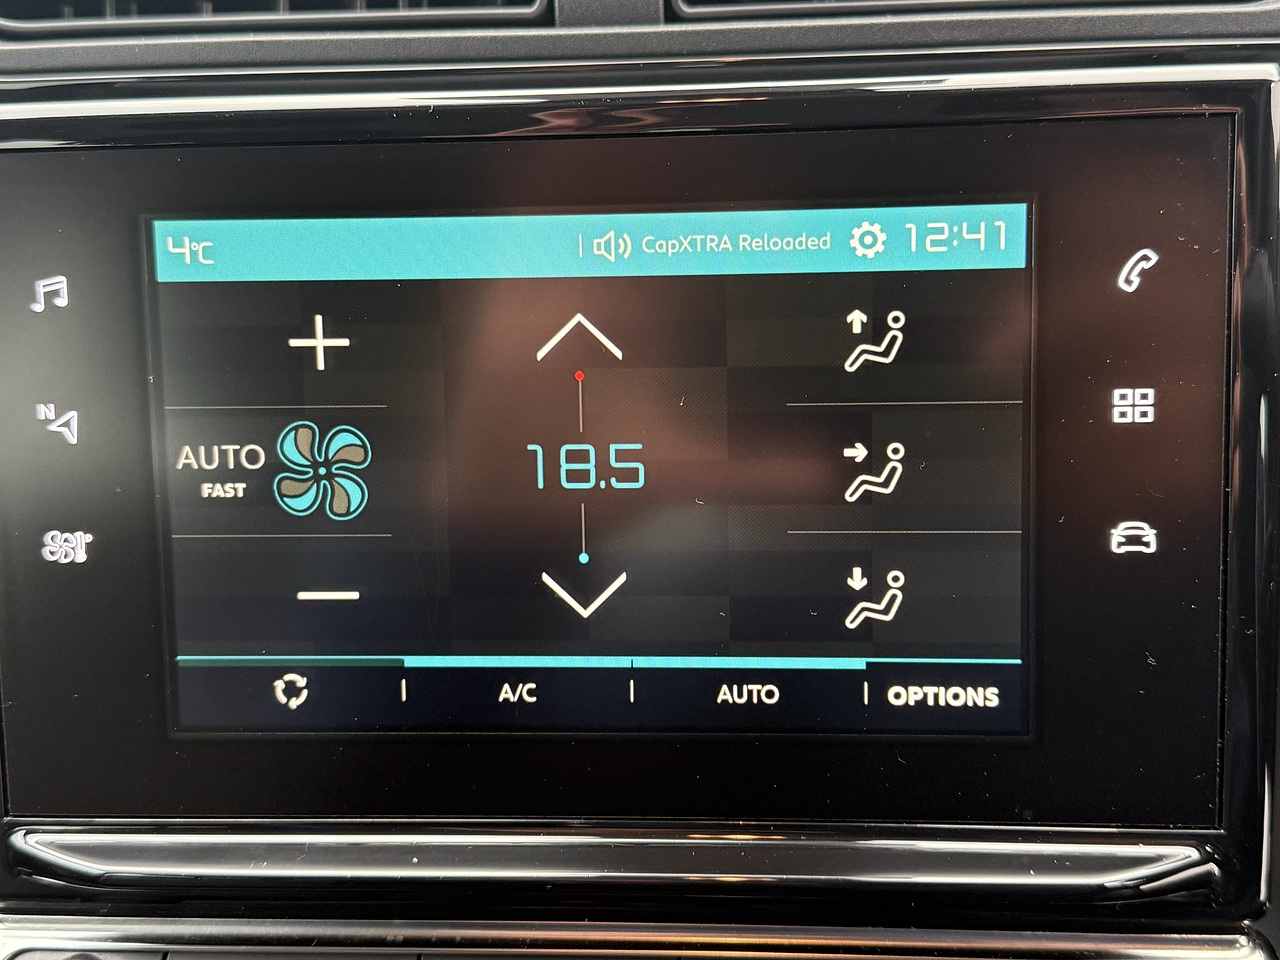 4°C
CapXTRA Reloaded
12:41
N
AUTO
FAST
18.5
A/C
AUTO
OPTIONS